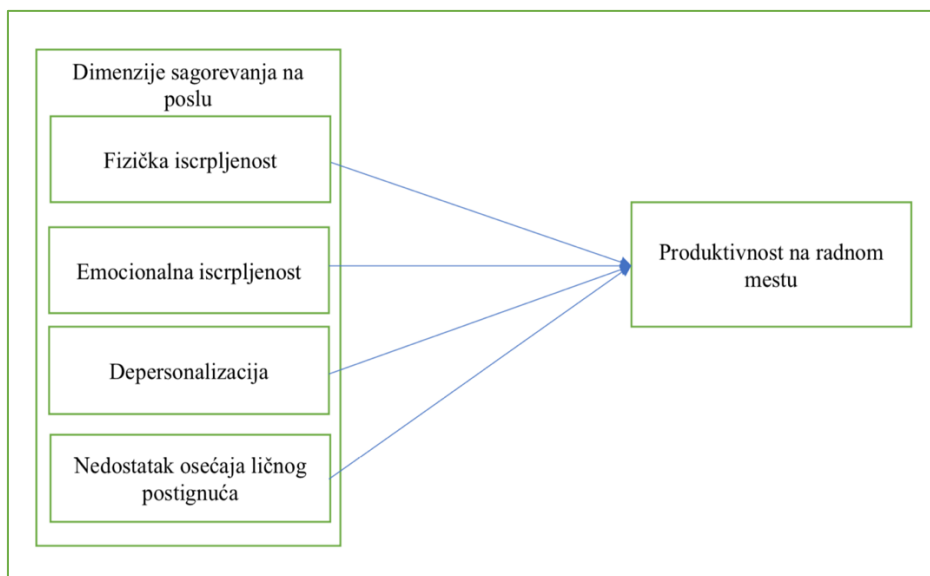 Dimenzije sagorevanja na
poslu
Fizička iscrpljenost
Emocionalna iscrpljenost
Depersonalizacija
Nedostatak osećaja ličnog
postignuća
Produktivnost na radnom
mestu